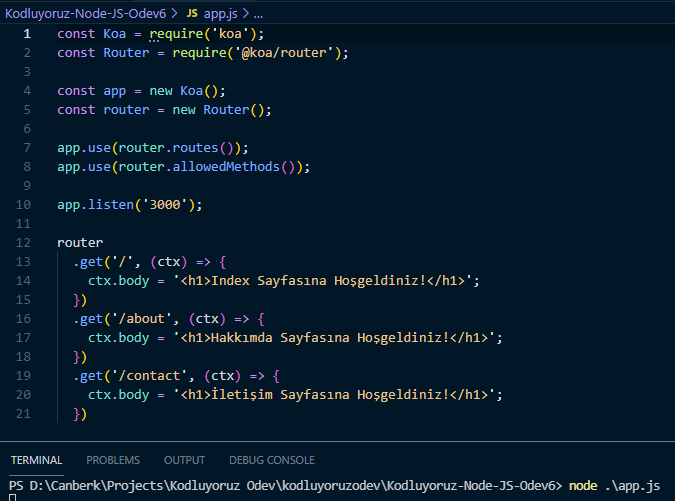 Kodluyoruz-Node-JS-Odev6 > JS app.js > ...
1 const Koa = require('koa');
2 const Router = require('@koa/router');
3
4 const app = new Koa();
5 const router = new Router();
6
7 app.use(router.routes());
8 app.use(router.allowedMethods());
9
10 app.listen('3000');
11
12 router
13   .get('/', (ctx) => {
14     ctx.body = '<h1>Index Sayfasına Hoşgeldiniz!</h1>';
15   })
16   .get('/about', (ctx) => {
17     ctx.body = '<h1>Hakkımda Sayfasına Hoşgeldiniz!</h1>';
18   })
19   .get('/contact', (ctx) => {
20     ctx.body = '<h1>İletişim Sayfasına Hoşgeldiniz!</h1>';
21   })
TERMINAL PROBLEMS OUTPUT DEBUG CONSOLE
PS D:\Canberk\Projects\Kodluyoruz Odev\kodluyoruzodev\Kodluyoruz-Node-JS-Odev6> node .\app.js